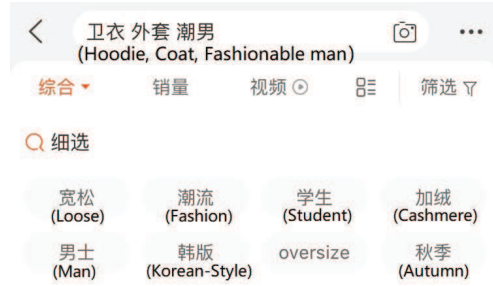 卫衣 外套 潮男
(Hoodie, Coat, Fashionable man)
综合 销量 视频 筛选
细选
宽松 潮流 学生 加绒
(Loose) (Fashion) (Student) (Cashmere)
男士 韩版 oversize 秋季
(Man) (Korean-Style) (Autumn)